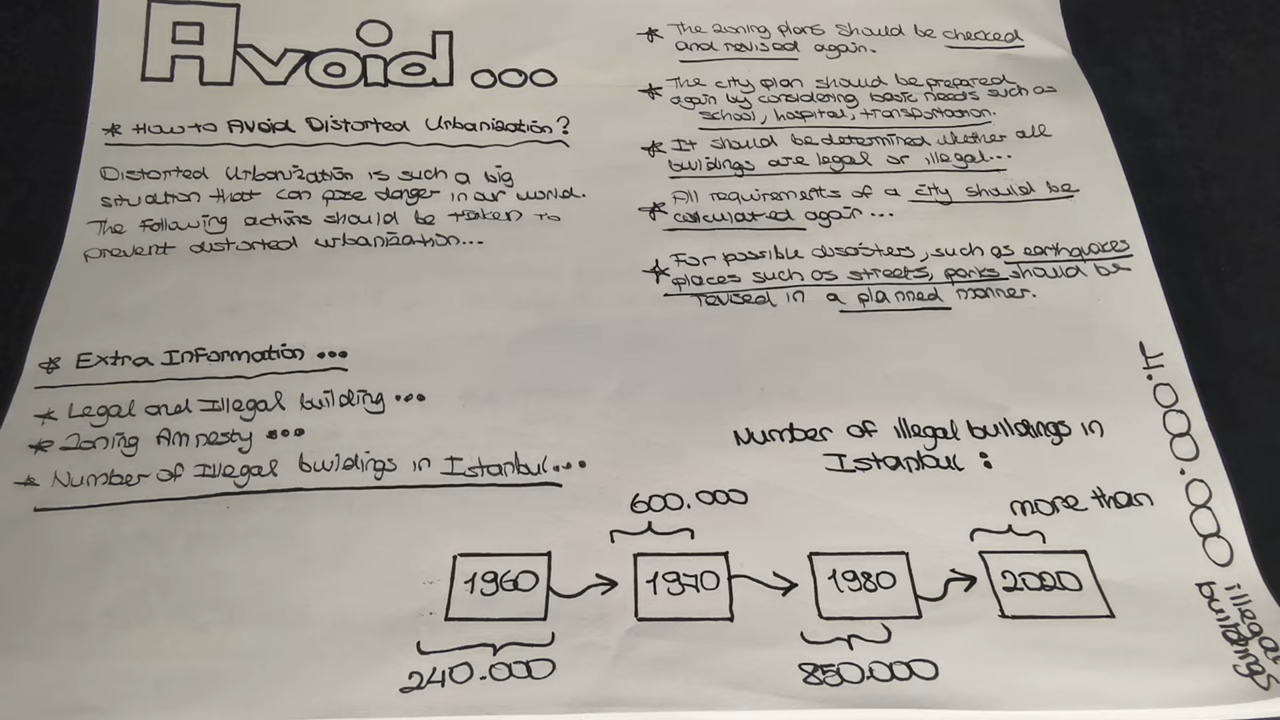 Avoid...
* How to Avoid Distorted Urbanization?
Distorted Urbanization is such a big
situation that can pose danger in our world.
The following actions should be taken to
prevent distorted urbanization...
* The zoning plans should be checked
and revised again.
* The city plan should be prepared
again by considering basic needs such as
school, hospital, transportation.
* It should be determined whether all
buildings are legal or illegal...
* All requirements of a city should be
calculated again...
* For possible disasters, such as earthquakes
places such as streets, parks should be
revised in a planned manner.
* Extra Information...
* Legal and Illegal building...
* Zoning Amnesty...
* Number of Illegal buildings in Istanbul...
Number of illegal buildings in
Istanbul:
600.000
more than
1960
1970
1980
2020
240.000
850.000
4.000.000
illegal
buildings